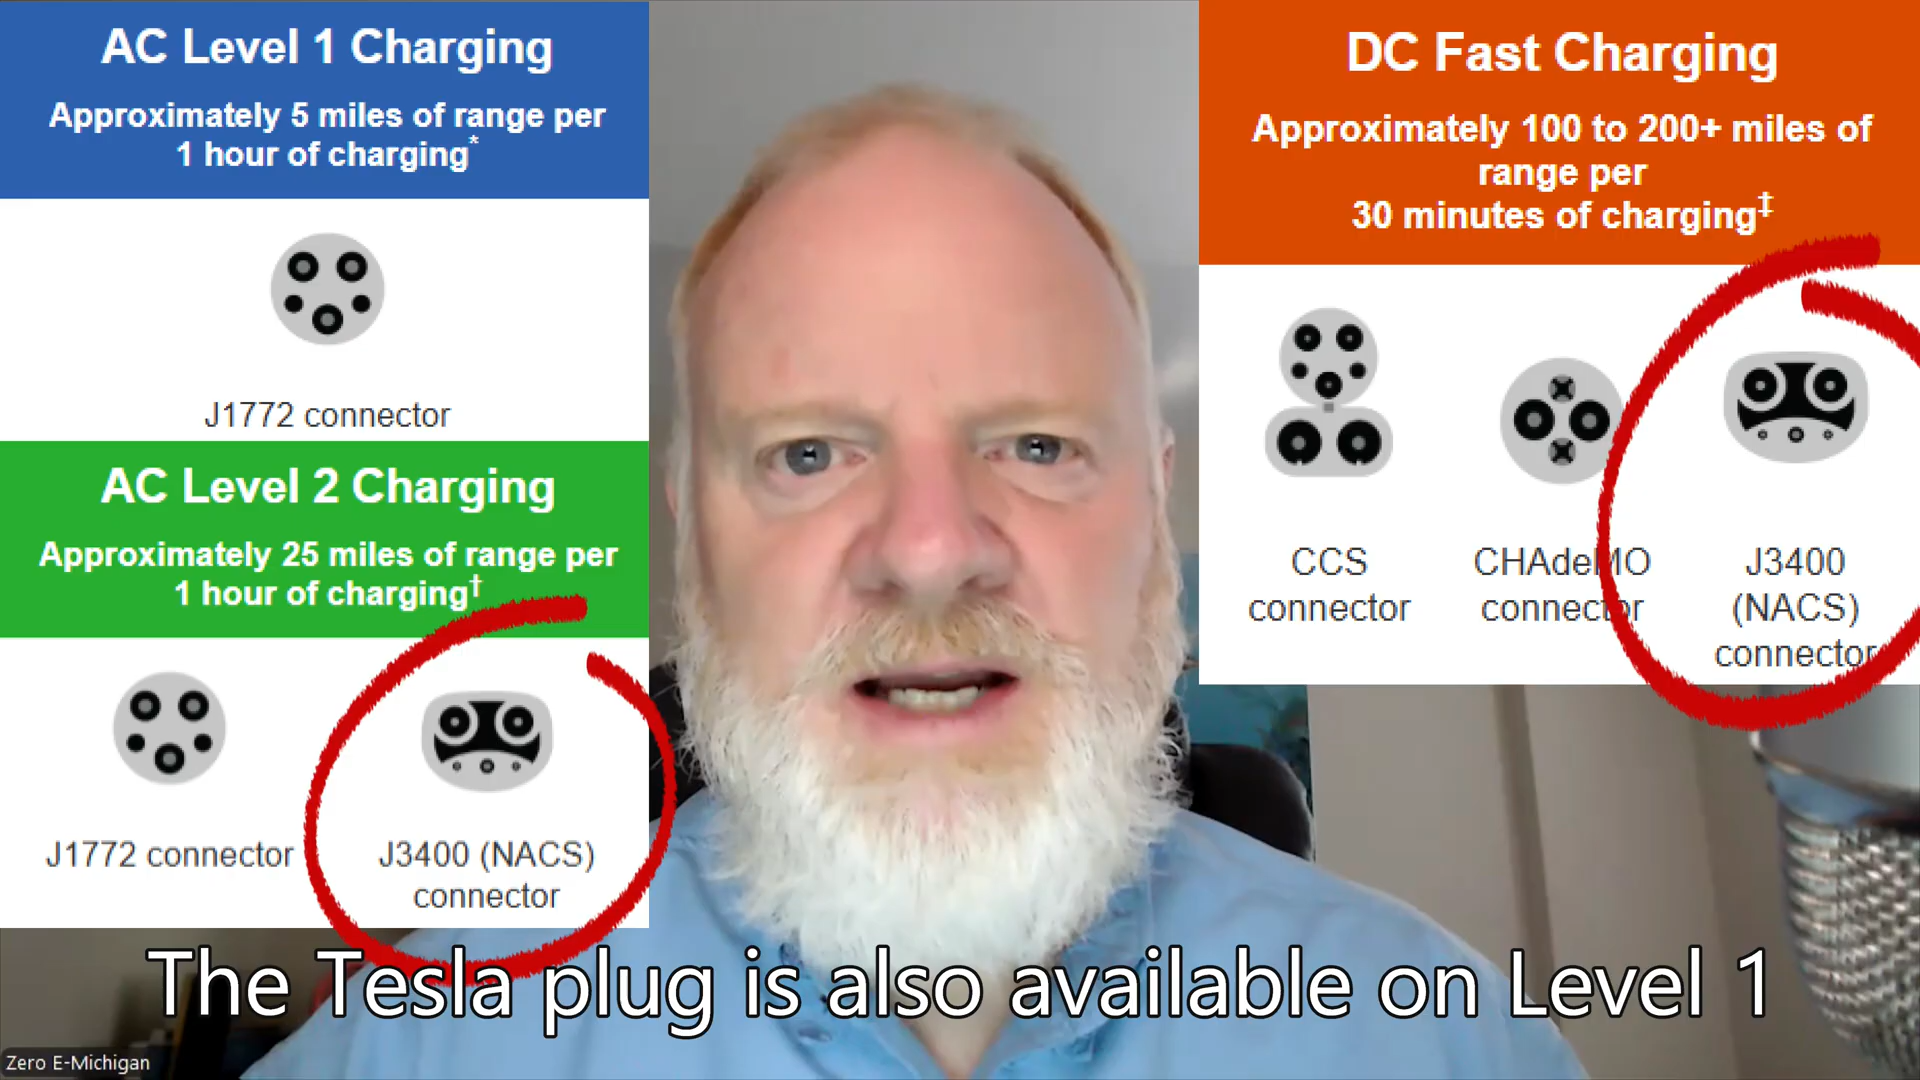 AC Level 1 Charging
Approximately 5 miles of range per
1 hour of charging*
J1772 connector
AC Level 2 Charging
Approximately 25 miles of range per
1 hour of charging†
J1772 connector
J3400 (NACS)
connector
DC Fast Charging
Approximately 100 to 200+ miles of
range per
30 minutes of charging‡
CCS
connector
CHAdeMO
connector
J3400
(NACS)
connector
The Tesla plug is also available on Level 1
Zero E-Michigan